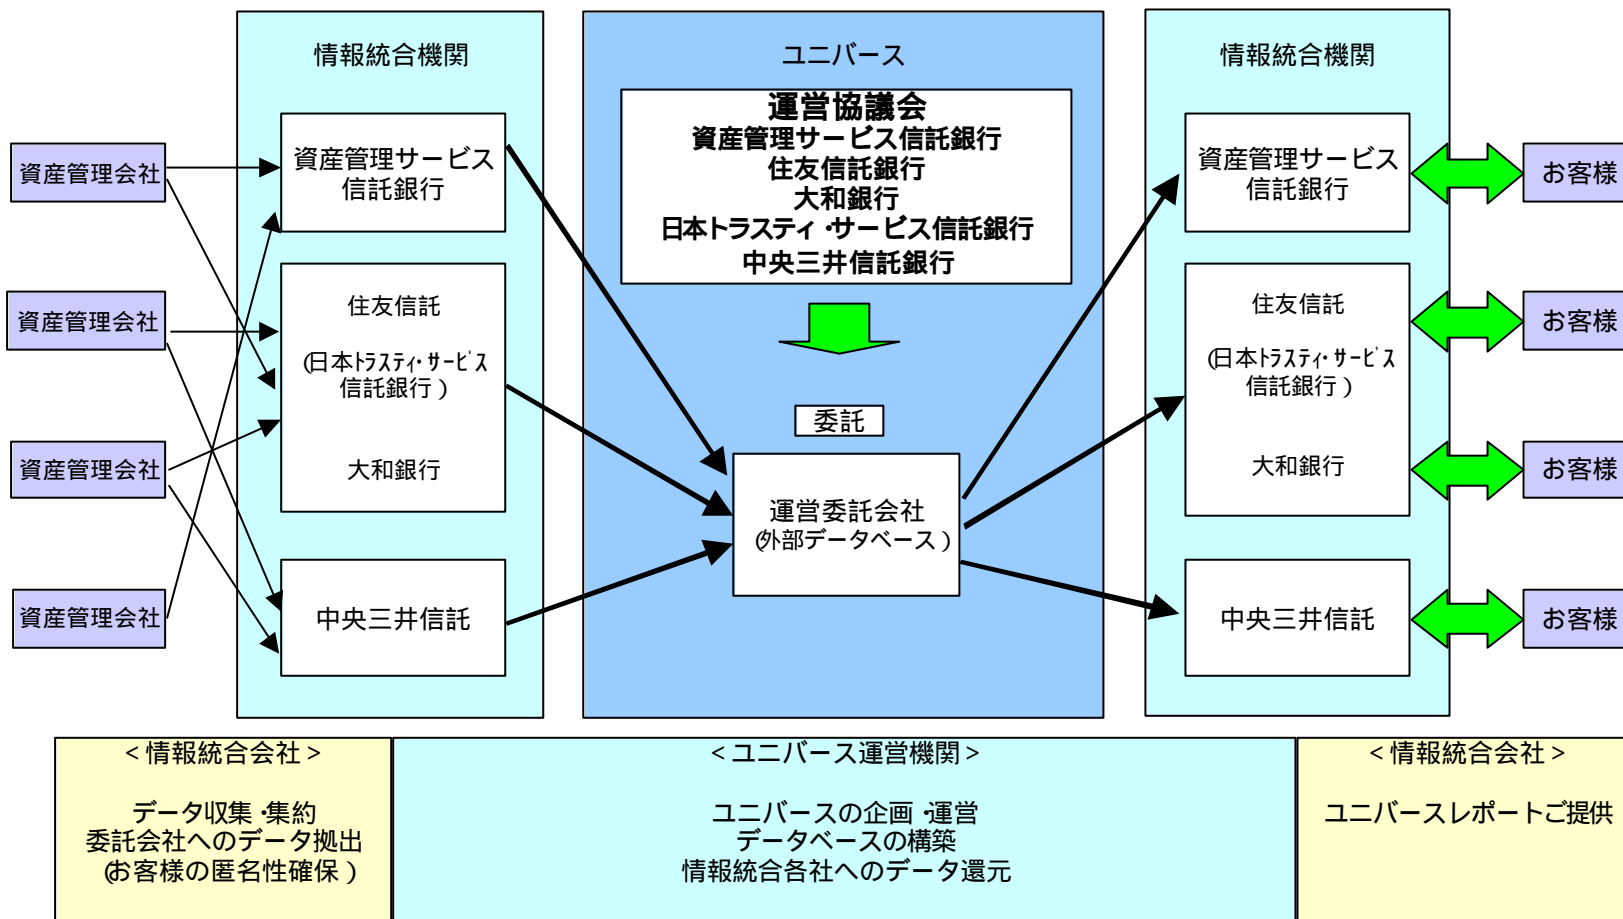 情報統合機関
ユニバース
情報統合機関
資産管理会社
資産管理会社
資産管理会社
資産管理会社
資産管理サービス
信託銀行
住友信託
(日本ﾄﾗｽﾃｨ･ｻｰﾋﾞｽ
信託銀行)
大和銀行
中央三井信託
運営協議会
資産管理サービス信託銀行
住友信託銀行
大和銀行
日本トラスティ・サービス信託銀行
中央三井信託銀行
委託
運営委託会社
(外部データベース)
資産管理サービス
信託銀行
住友信託
(日本ﾄﾗｽﾃｨ･ｻｰﾋﾞｽ
信託銀行)
大和銀行
中央三井信託
お客様
お客様
お客様
お客様
<情報統合会社>
データ収集・集約
委託会社へのデータ拠出
(お客様の匿名性確保)
<ユニバース運営機関>
ユニバースの企画・運営
データベースの構築
情報統合各社へのデータ還元
<情報統合会社>
ユニバースレポートご提供